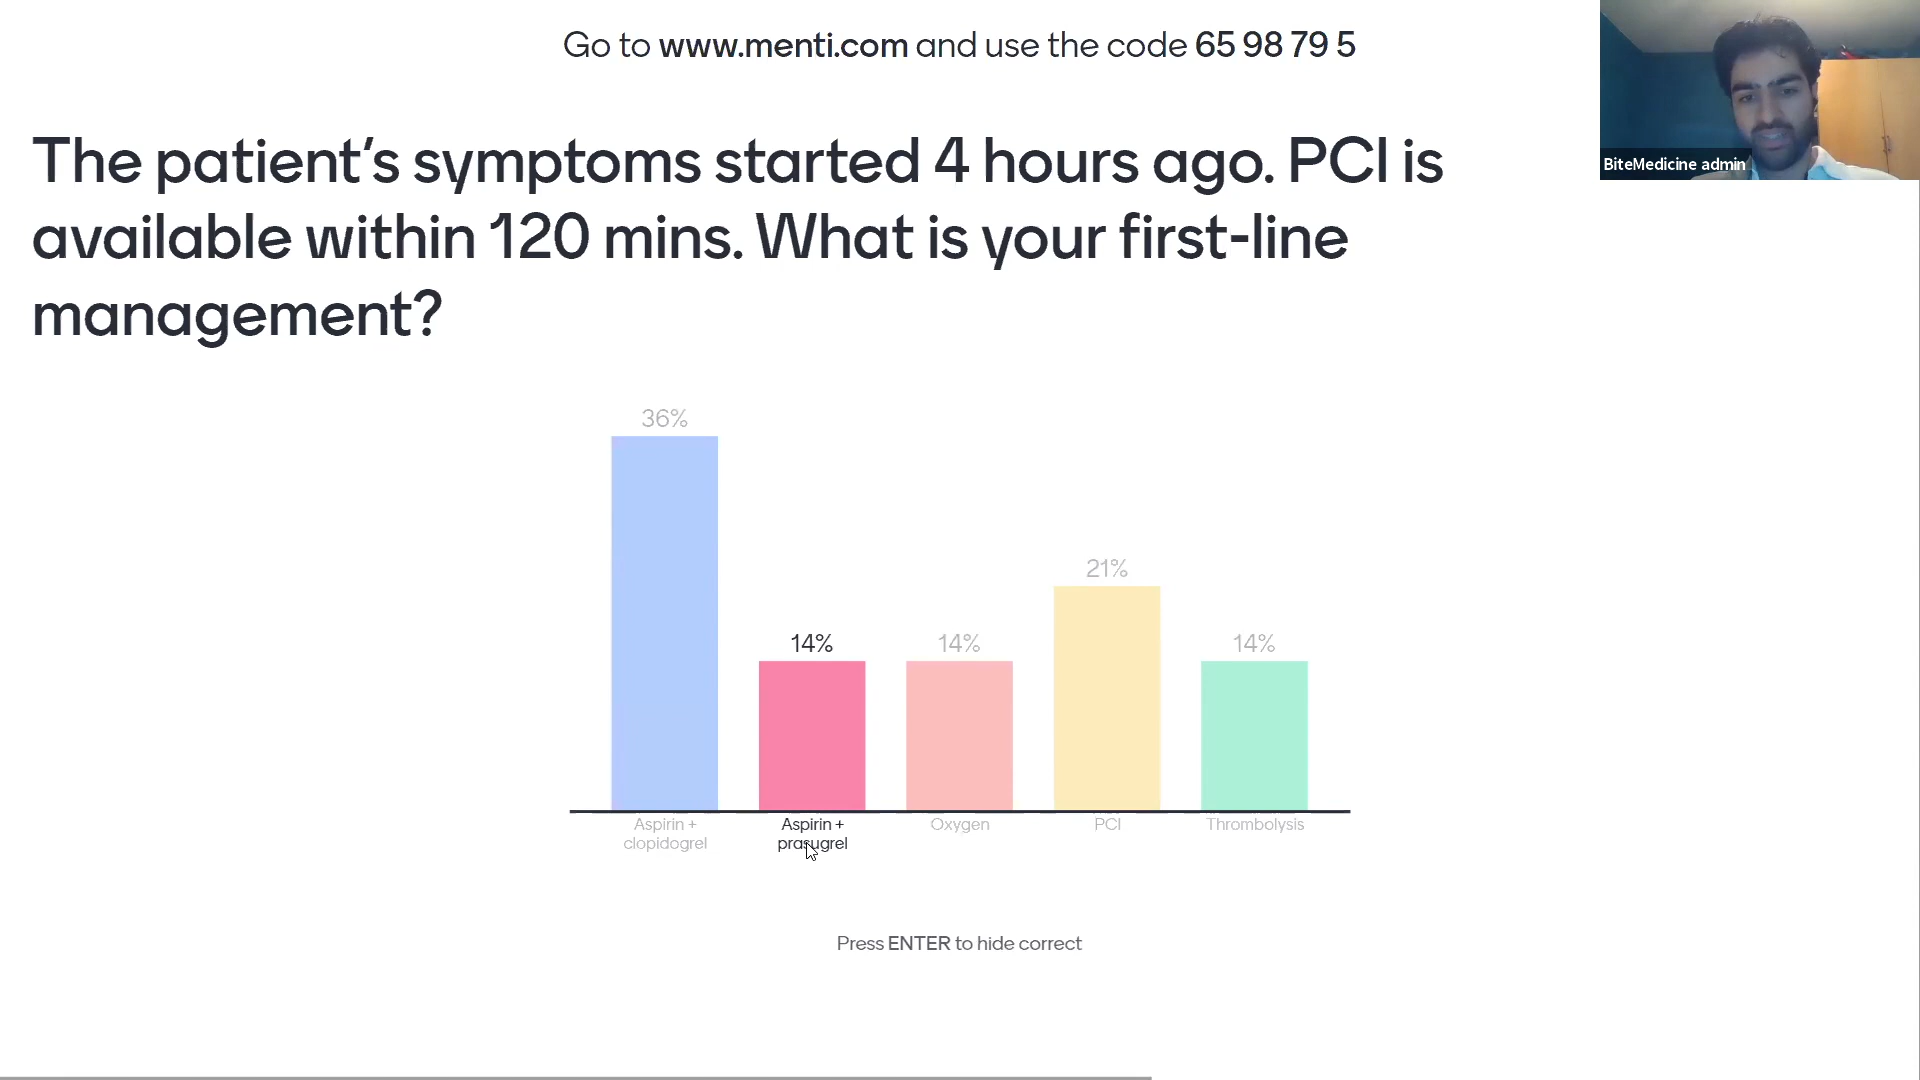 Go to www.menti.com and use the code 65 98 79 5
BiteMedicine admin
The patient's symptoms started 4 hours ago. PCI is
available within 120 mins. What is your first-line
management?
36%
14%
14%
21%
14%
Aspirin +
clopidogrel
Aspirin +
prasugrel
Oxygen
PCI
Thrombolysis
Press ENTER to hide correct